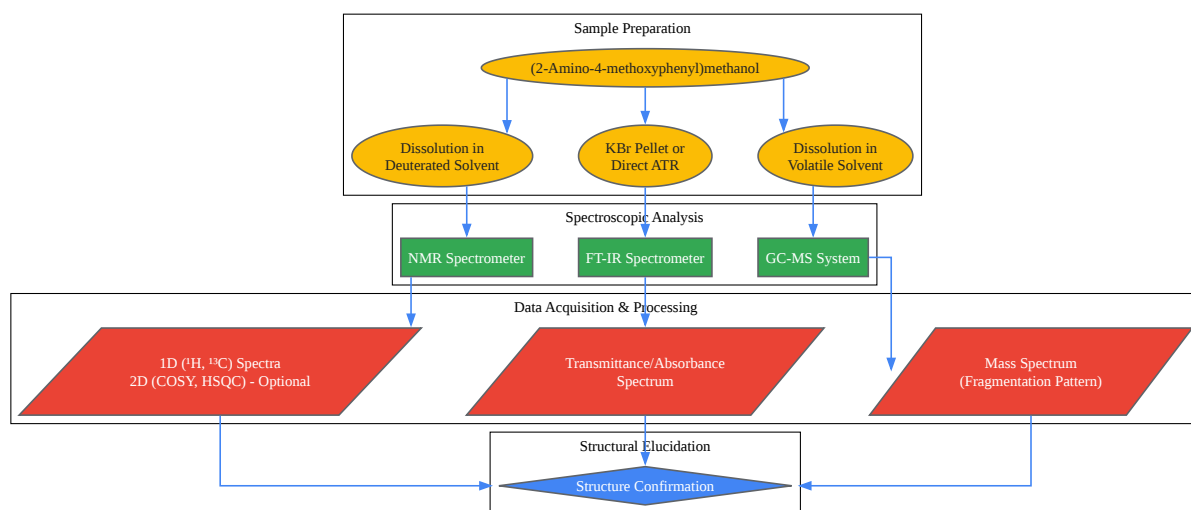 Sample Preparation
(2-Amino-4-methoxyphenyl)methanol
Dissolution in
Deuterated Solvent
KBr Pellet or
Direct ATR
Dissolution in
Volatile Solvent
Spectroscopic Analysis
NMR Spectrometer
FT-IR Spectrometer
GC-MS System
Data Acquisition & Processing
1D (¹H, ¹³C) Spectra
2D (COSY, HSQC) - Optional
Transmittance/Absorbance
Spectrum
Mass Spectrum
(Fragmentation Pattern)
Structural Elucidation
Structure Confirmation